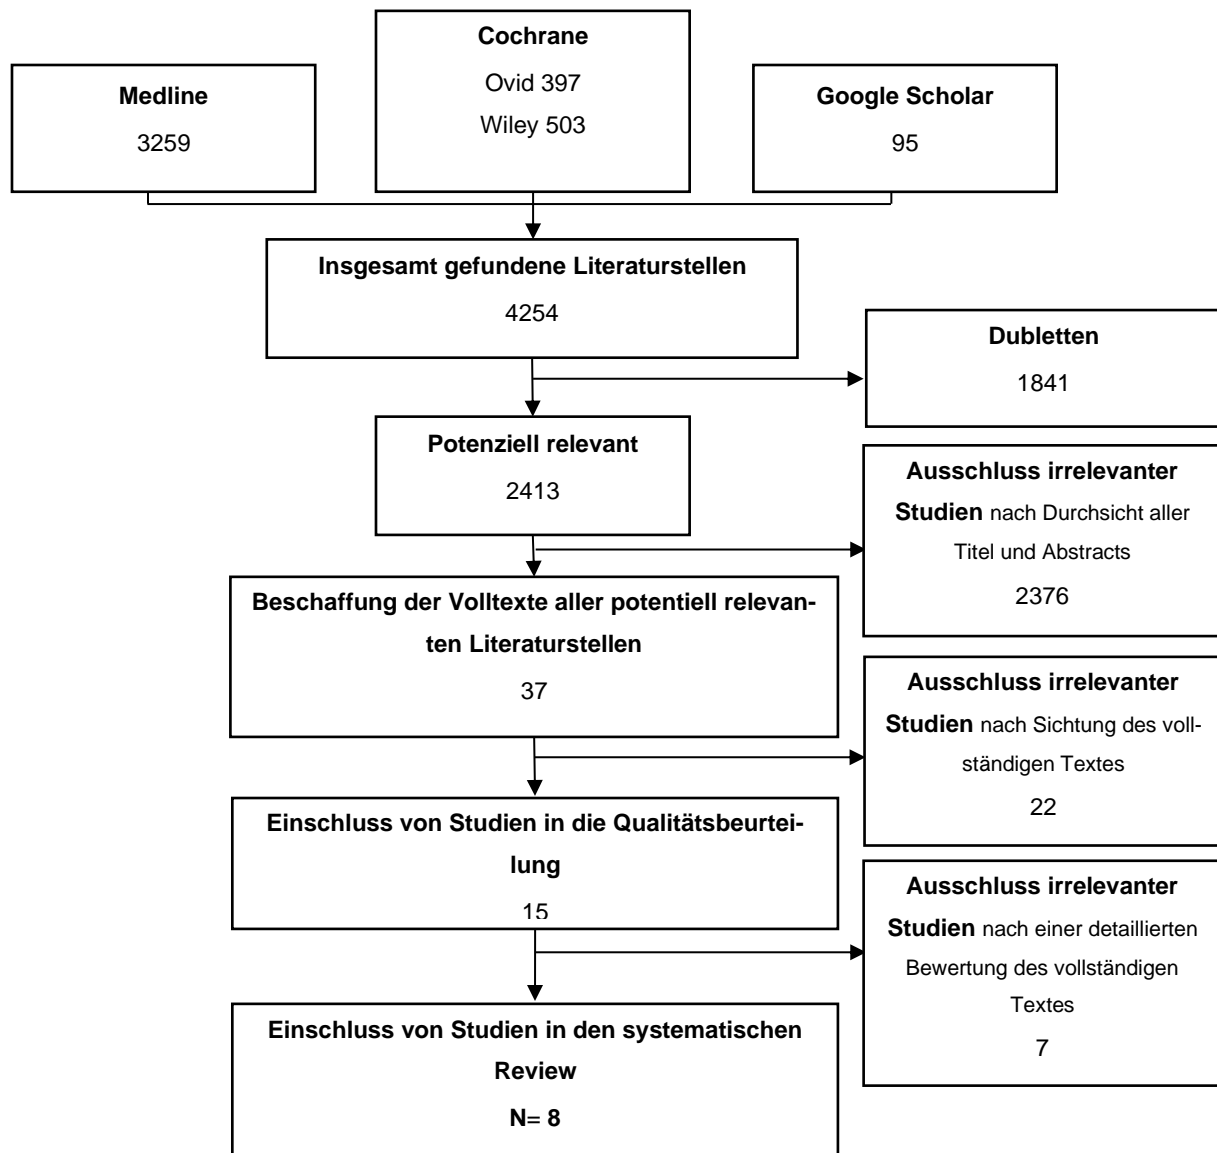 Cochrane
Ovid 397
Wiley 503
Medline
3259
Google Scholar
95
Insgesamt gefundene Literaturstellen
4254
Dubletten
1841
Potenziell relevant
2413
Ausschluss irrelevanter
Studien nach Durchsicht aller
Titel und Abstracts
2376
Beschaffung der Volltexte aller potentiell relevan-
ten Literaturstellen
37
Ausschluss irrelevanter
Studien nach Sichtung des voll-
ständigen Textes
22
Einschluss von Studien in die Qualitätsbeurtei-
lung
15
Ausschluss irrelevanter
Studien nach einer detaillierten
Bewertung des vollständigen
Textes
7
Einschluss von Studien in den systematischen
Review
N= 8